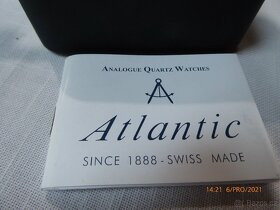 ANALOGUE QUARTZ WATCHES
Atlantic
SINCE 1888 - SWISS MADE
14:21 6/PRO/2021